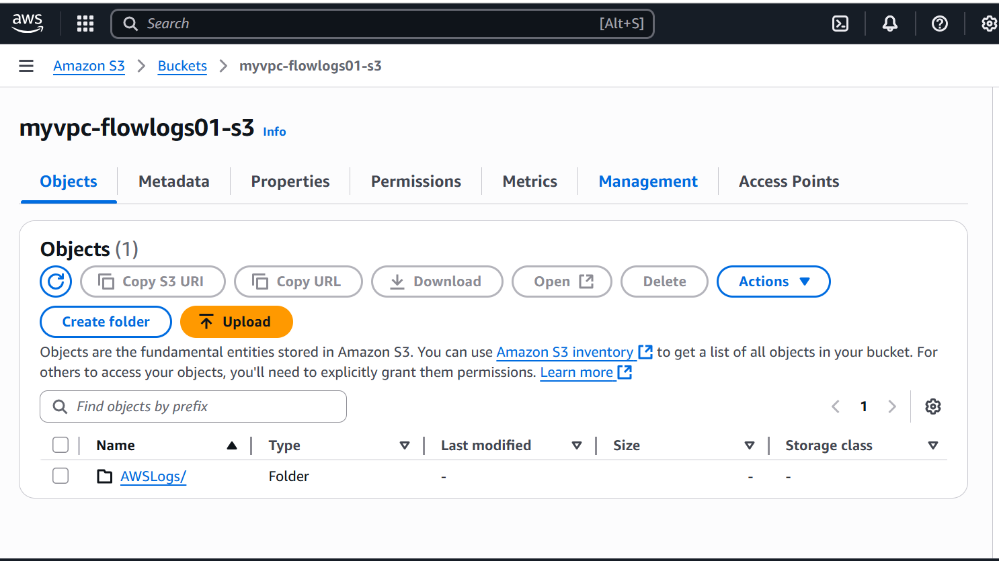 aws Search [Alt+S]
Amazon S3 Buckets myvpc-flowlogs01-s3
myvpc-flowlogs01-s3 Info
Objects Metadata Properties Permissions Metrics Management Access Points
Objects (1)
Copy S3 URI Copy URL Download Open Delete Actions
Create folder Upload
Objects are the fundamental entities stored in Amazon S3. You can use Amazon S3 inventory to get a list of all objects in your bucket. For
others to access your objects, you'll need to explicitly grant them permissions. Learn more
Find objects by prefix 1
Name Type Last modified Size Storage class
AWSLogs/ Folder - - -